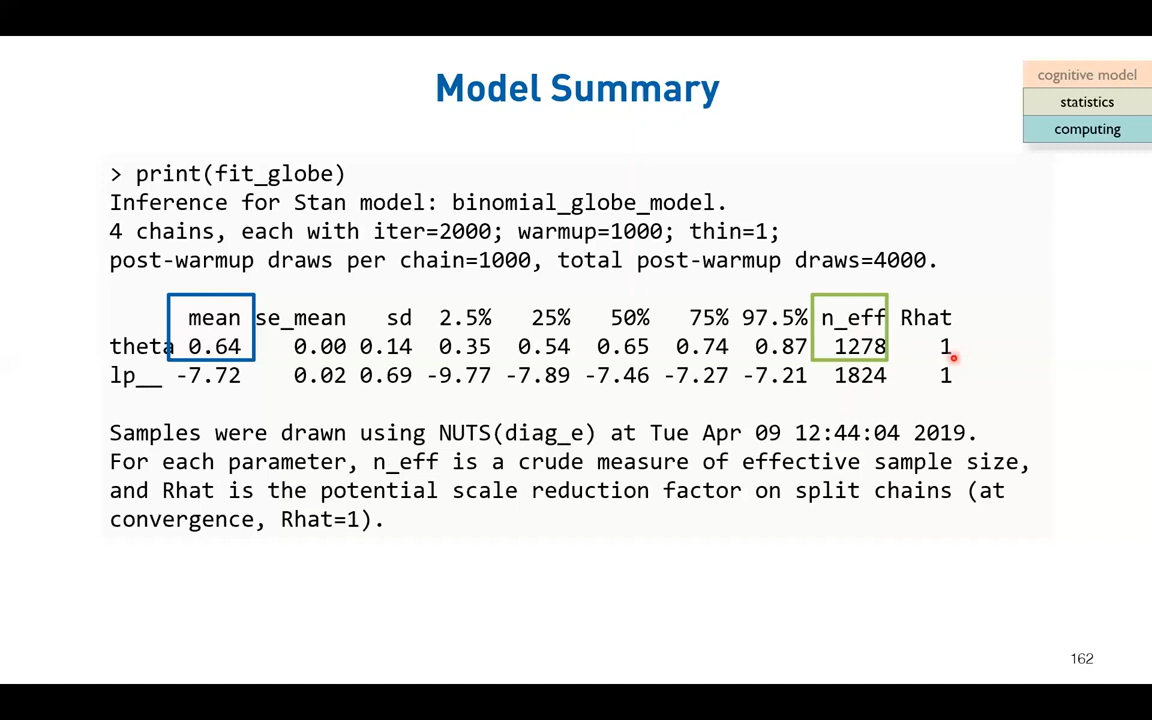 Model Summary
cognitive model
statistics
computing
> print(fit_globe)
Inference for Stan model: binomial_globe_model.
4 chains, each with iter=2000; warmup=1000; thin=1;
post-warmup draws per chain=1000, total post-warmup draws=4000.
mean se_mean sd 2.5% 25% 50% 75% 97.5% n_eff Rhat
theta 0.64 0.00 0.14 0.35 0.54 0.65 0.74 0.87 1278 1
lp__ -7.72 0.02 0.69 -9.77 -7.89 -7.46 -7.27 -7.21 1824 1
Samples were drawn using NUTS(diag_e) at Tue Apr 09 12:44:04 2019.
For each parameter, n_eff is a crude measure of effective sample size,
and Rhat is the potential scale reduction factor on split chains (at
convergence, Rhat=1).
162